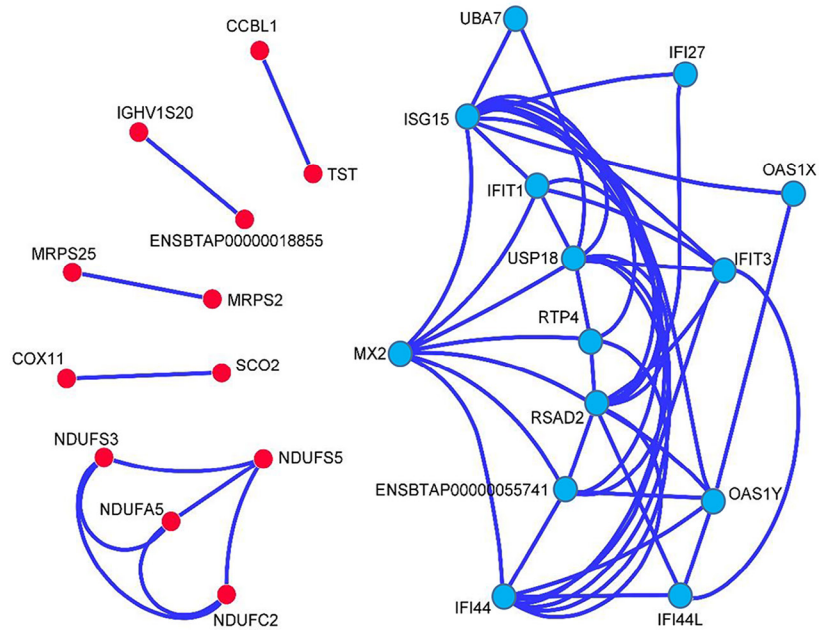 CCBL1
IGHV1S20
TST
ENSBTAP00000018855
MRPS25
MRPS2
COX11
SCO2
NDUFS3
NDUFS5
NDUFA5
NDUFC2
UBA7
IFI27
ISG15
OAS1X
IFIT1
USP18
IFIT3
RTP4
MX2
RSAD2
ENSBTAP00000055741
OAS1Y
IFI44
IFI44L